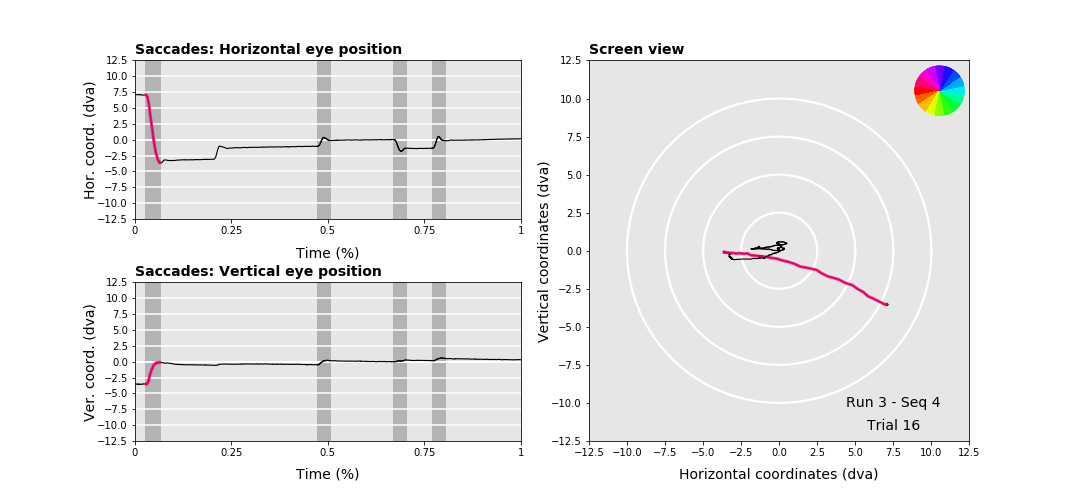 Saccades: Horizontal eye position
Hor. coord. (dva)
12.5
10.0
7.5
5.0
2.5
0.0
−2.5
−5.0
−7.5
−10.0
−12.5
0 0.25 0.5 0.75 1
Time (%)
Saccades: Vertical eye position
Ver. coord. (dva)
12.5
10.0
7.5
5.0
2.5
0.0
−2.5
−5.0
−7.5
−10.0
−12.5
0 0.25 0.5 0.75 1
Time (%)
Screen view
Vertical coordinates (dva)
12.5
10.0
7.5
5.0
2.5
0.0
−2.5
−5.0
−7.5
−10.0
−12.5
Run 3 - Seq 4
Trial 16
−12.5 −10.0 −7.5 −5.0 −2.5 0.0 2.5 5.0 7.5 10.0 12.5
Horizontal coordinates (dva)